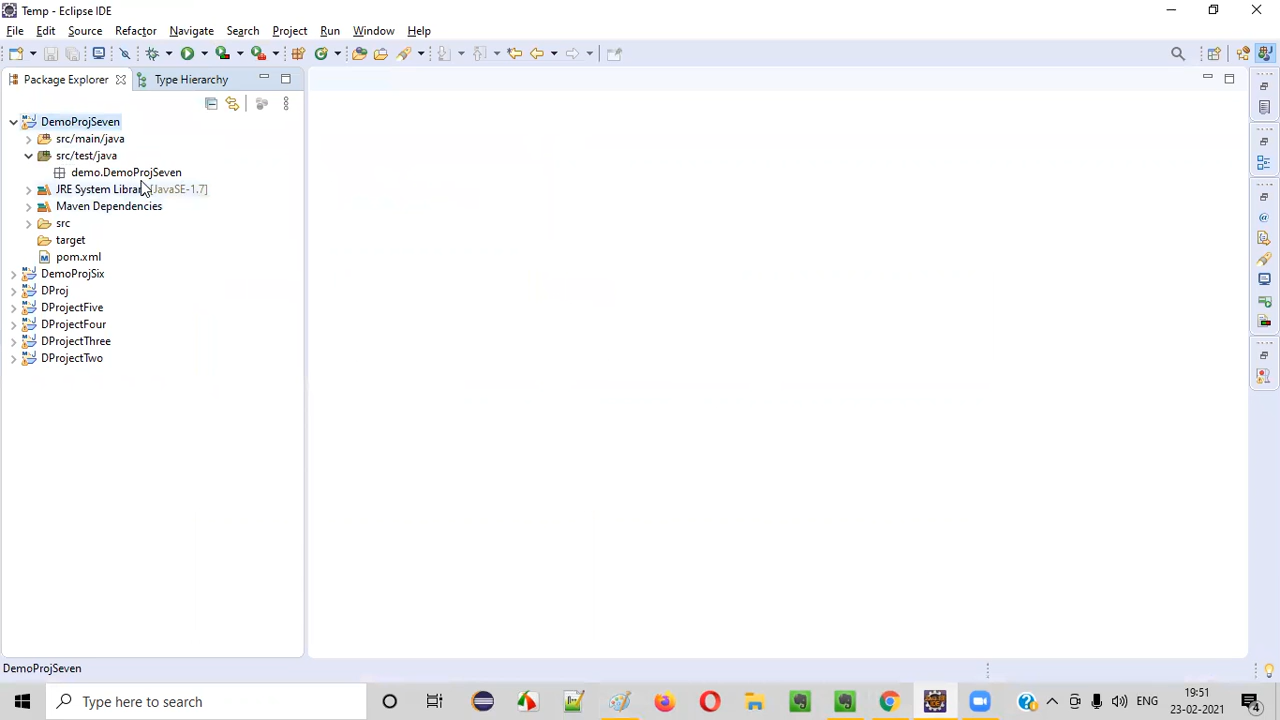 Temp - Eclipse IDE
File Edit Source Refactor Navigate Search Project Run Window Help
Package Explorer Type Hierarchy
DemoProjSeven
src/main/java
src/test/java
demo.DemoProjSeven
JRE System Library [JavaSE-1.7]
Maven Dependencies
src
target
pom.xml
DemoProjSix
DProj
DProjectFive
DProjectFour
DProjectThree
DProjectTwo
DemoProjSeven
Type here to search
ENG
19:51
23-02-2021
4